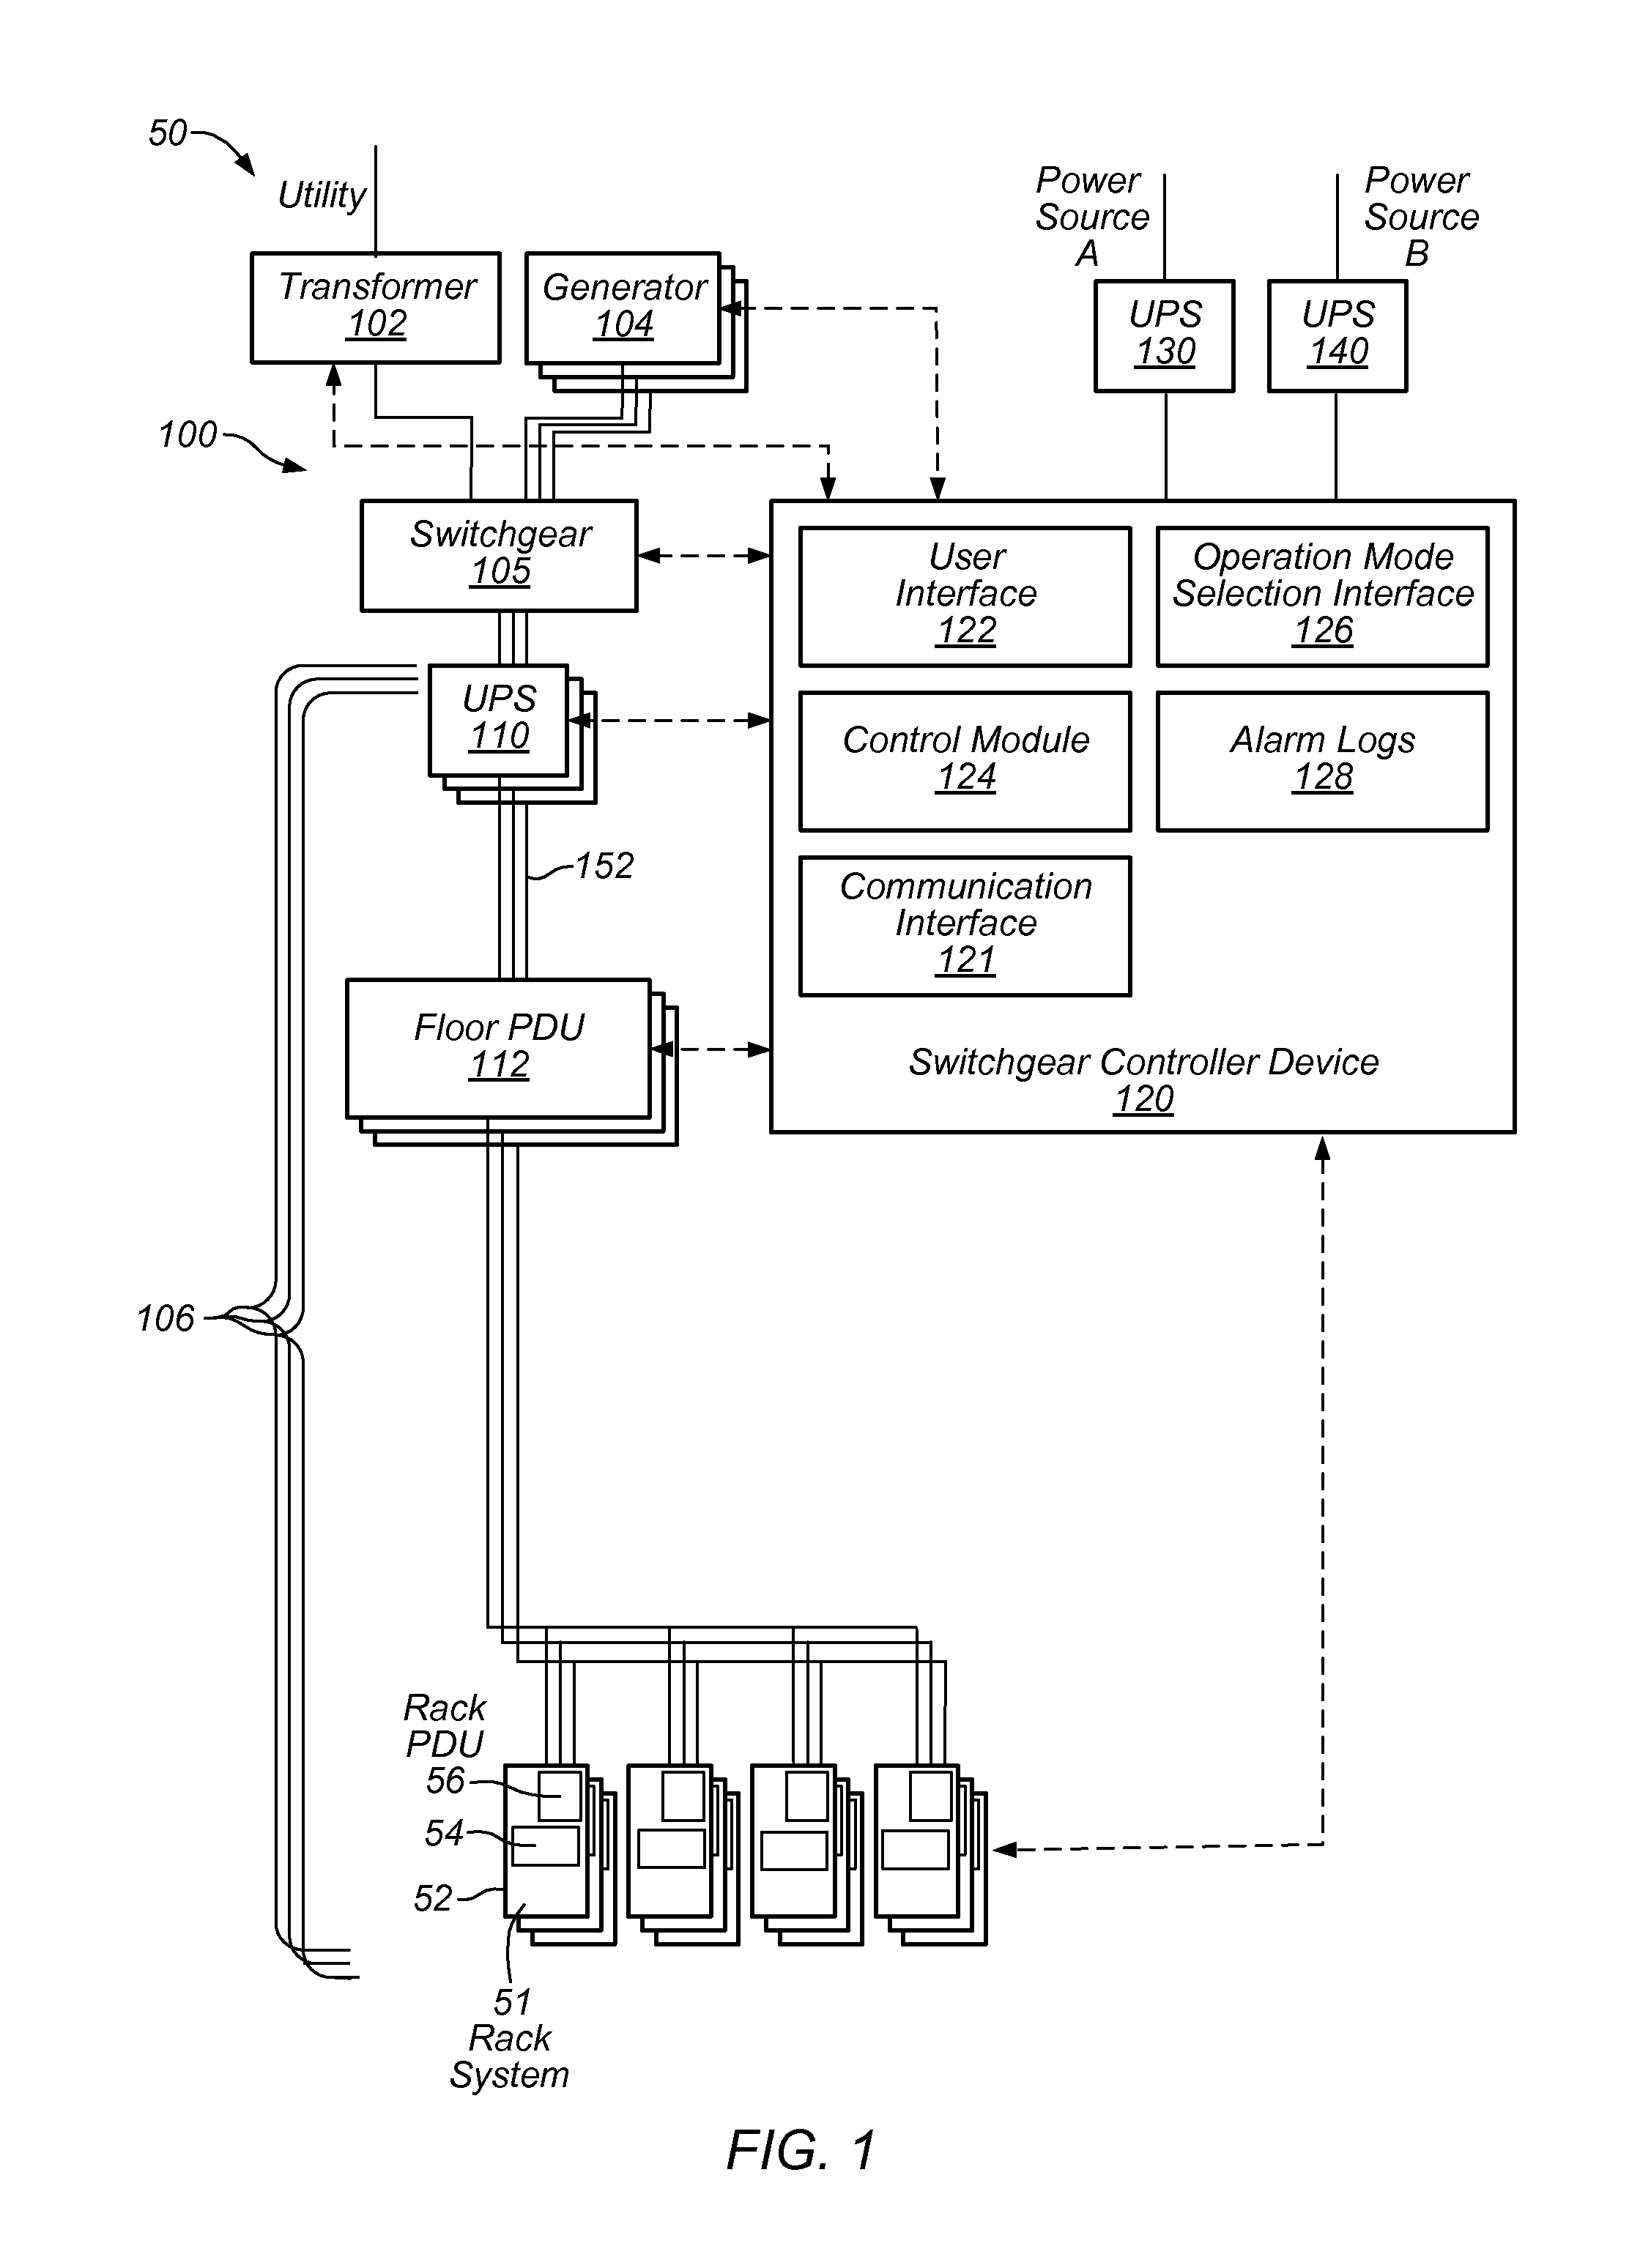 50
Utility
Power
Source
A
Power
Source
B
Transformer
102
Generator
104
UPS
130
UPS
140
100
Switchgear
105
User
Interface
122
Operation Mode
Selection Interface
126
UPS
110
Control Module
124
Alarm Logs
128
152
Communication
Interface
121
Floor PDU
112
Switchgear Controller Device
120
106
Rack
PDU
56
54
52
51
Rack
System
FIG. 1